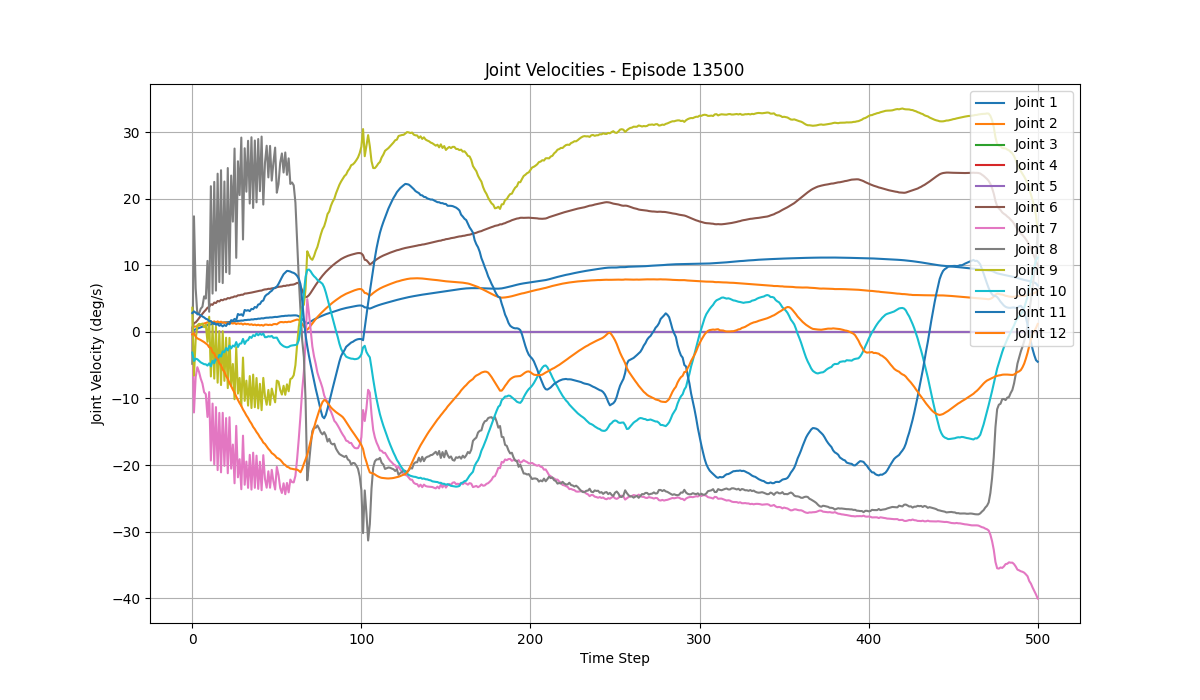 Joint Velocities - Episode 13500
Joint Velocity (deg/s)
30
20
10
0
−10
−20
−30
−40
0
100
200
300
400
500
Time Step
Joint 1
Joint 2
Joint 3
Joint 4
Joint 5
Joint 6
Joint 7
Joint 8
Joint 9
Joint 10
Joint 11
Joint 12